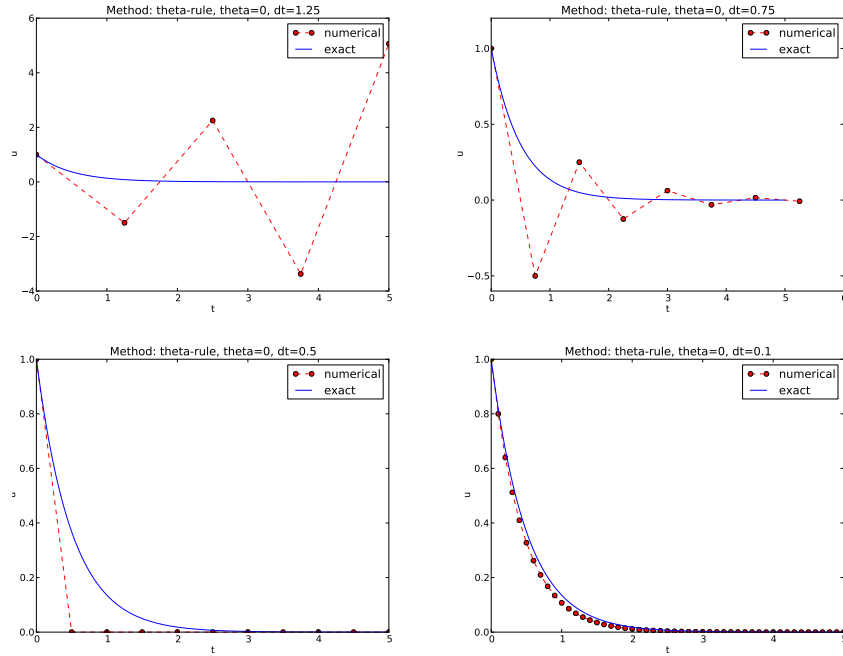 Method: theta-rule, theta=0, dt=1.25
6
4
2
0
−2
−4
u
0 1 2 3 4 5
t
numerical
exact
Method: theta-rule, theta=0, dt=0.75
1.0
0.5
0.0
−0.5
u
0 1 2 3 4 5 6
t
numerical
exact
Method: theta-rule, theta=0, dt=0.5
1.0
0.8
0.6
0.4
0.2
0.0
u
0 1 2 3 4 5
t
numerical
exact
Method: theta-rule, theta=0, dt=0.1
1.0
0.8
0.6
0.4
0.2
0.0
u
0 1 2 3 4 5
t
numerical
exact